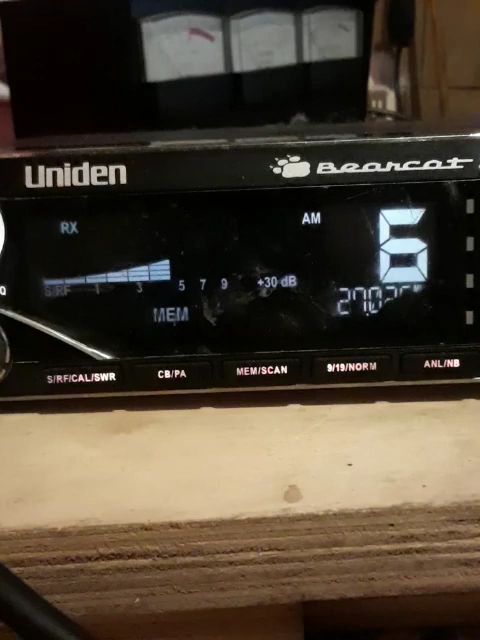 Uniden Bearcat
RX AM 6
S/RF 1 3 5 7 9 +30 dB
MEM
S/RF/CAL/SWR CB/PA MEM/SCAN 9/19/NORM ANL/NB